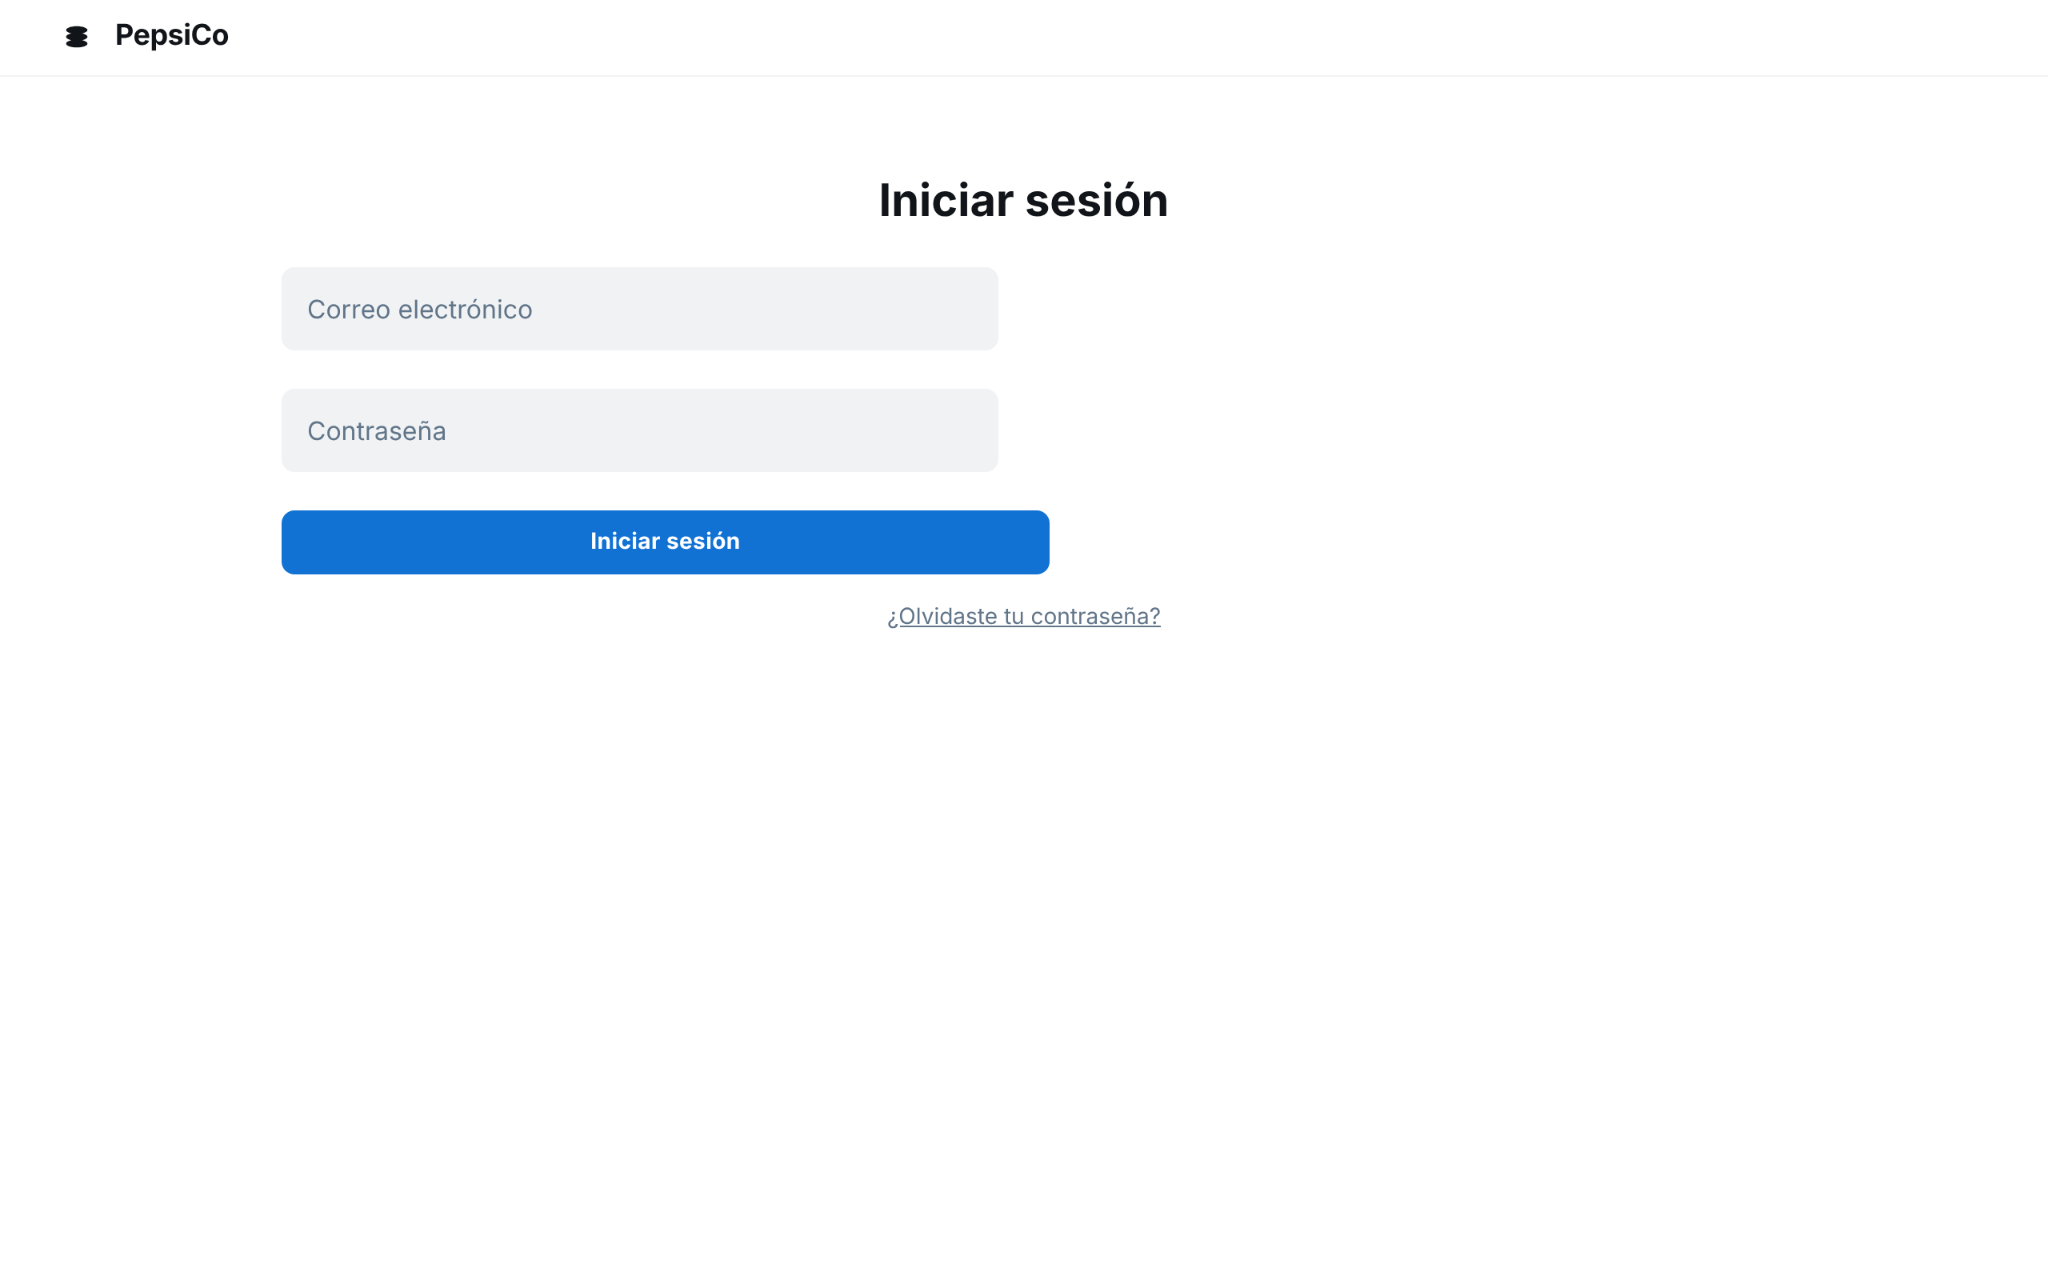 PepsiCo
Iniciar sesión
Correo electrónico
Contraseña
Iniciar sesión
¿Olvidaste tu contraseña?